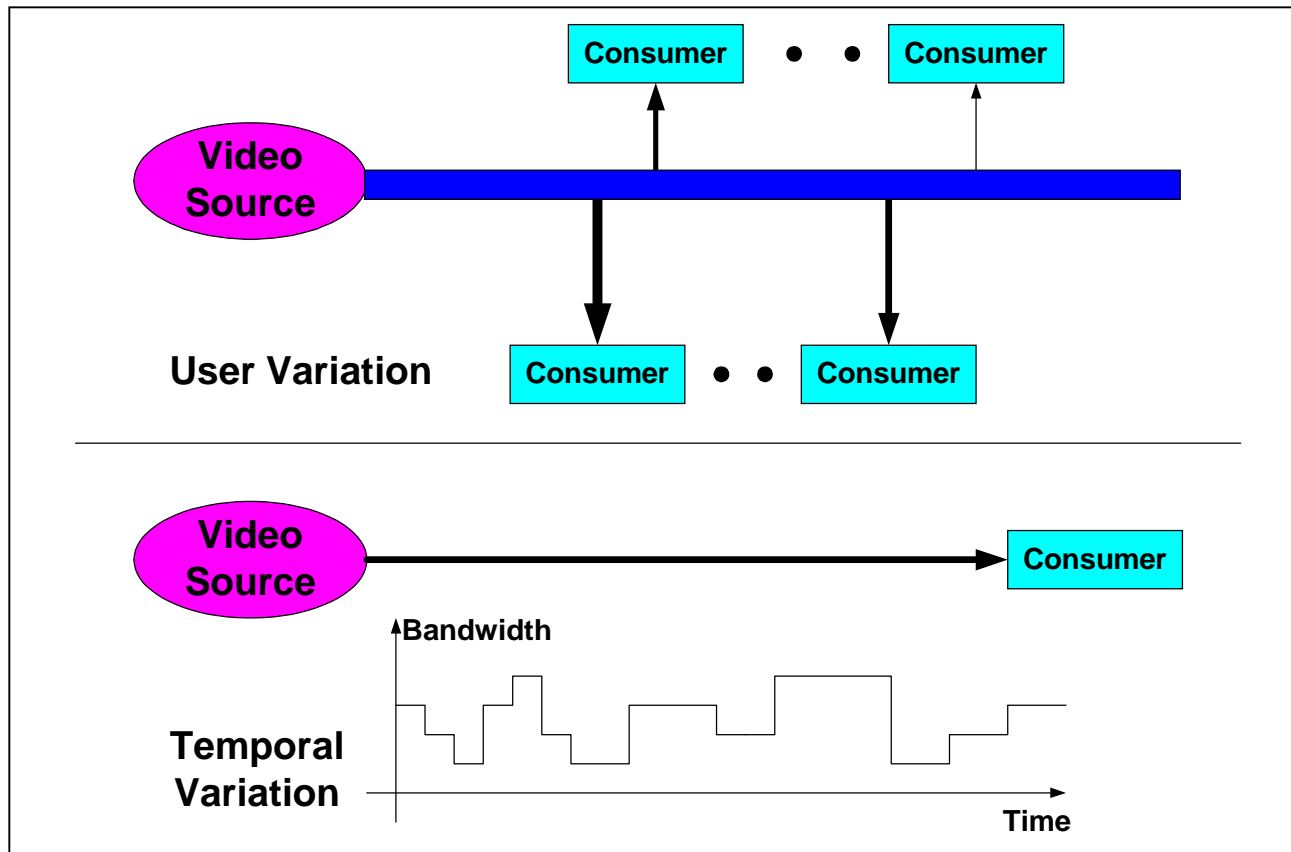 Consumer
Consumer
Video
Source
User Variation
Consumer
Consumer
Video
Source
Consumer
Bandwidth
Temporal
Variation
Time